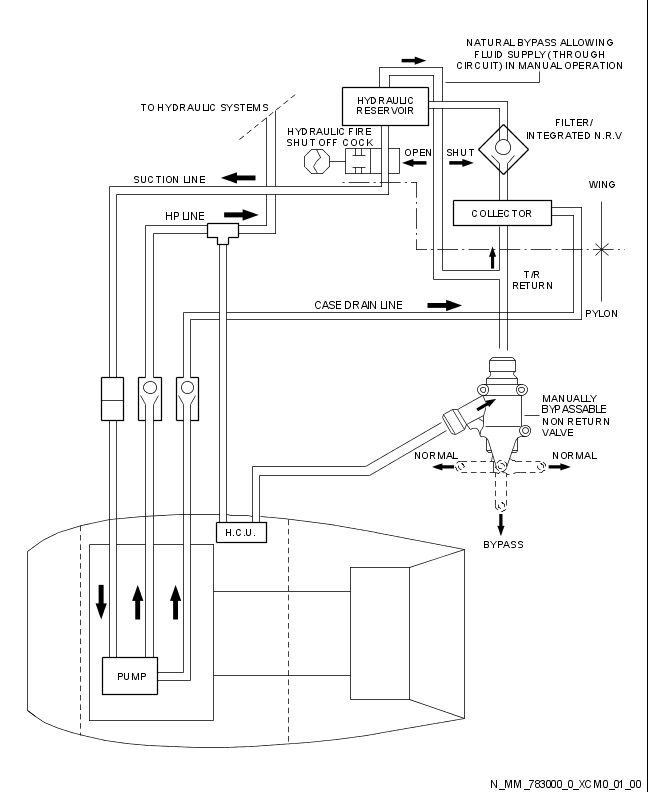 NATURAL BYPASS ALLOWING
FLUID SUPPLY (THROUGH
CIRCUIT) IN MANUAL OPERATION
TO HYDRAULIC SYSTEMS
HYDRAULIC
RESERVOIR
FILTER/
INTEGRATED N.R.V
HYDRAULIC FIRE
SHUT OFF COCK
OPEN
SHUT
SUCTION LINE
WING
HP LINE
COLLECTOR
T/R
RETURN
CASE DRAIN LINE
PYLON
MANUALLY
BYPASSABLE
NON RETURN
VALVE
NORMAL
NORMAL
H.C.U.
BYPASS
PUMP
N_MM_783000_0_XCM0_01_00